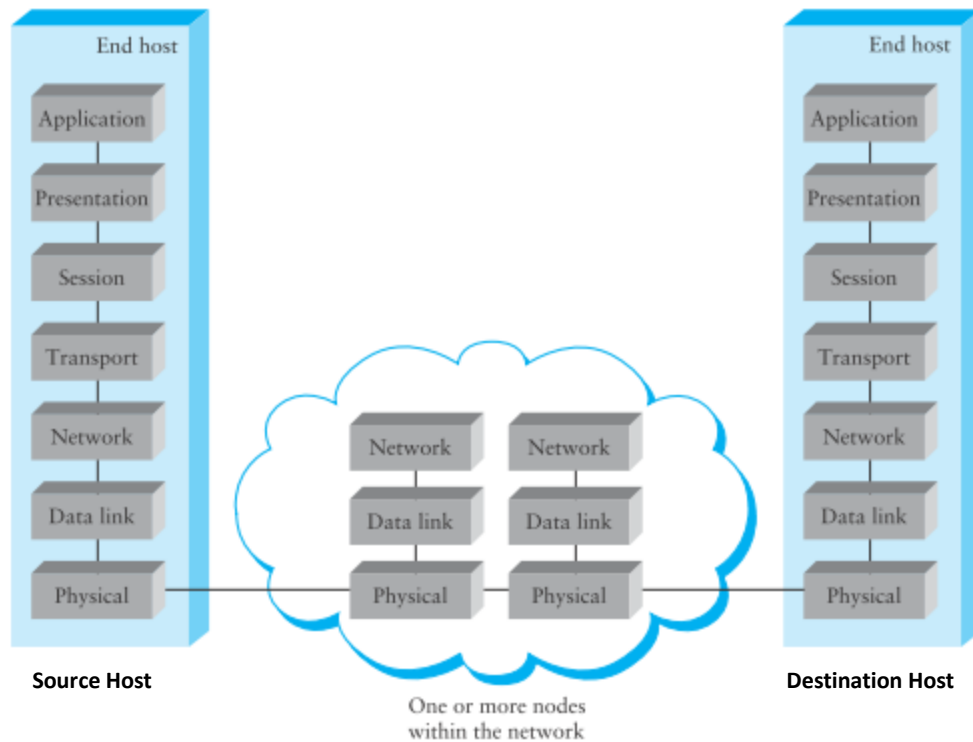 End host
Application
Presentation
Session
Transport
Network
Data link
Physical
Source Host
Network
Data link
Physical
Network
Data link
Physical
One or more nodes
within the network
End host
Application
Presentation
Session
Transport
Network
Data link
Physical
Destination Host